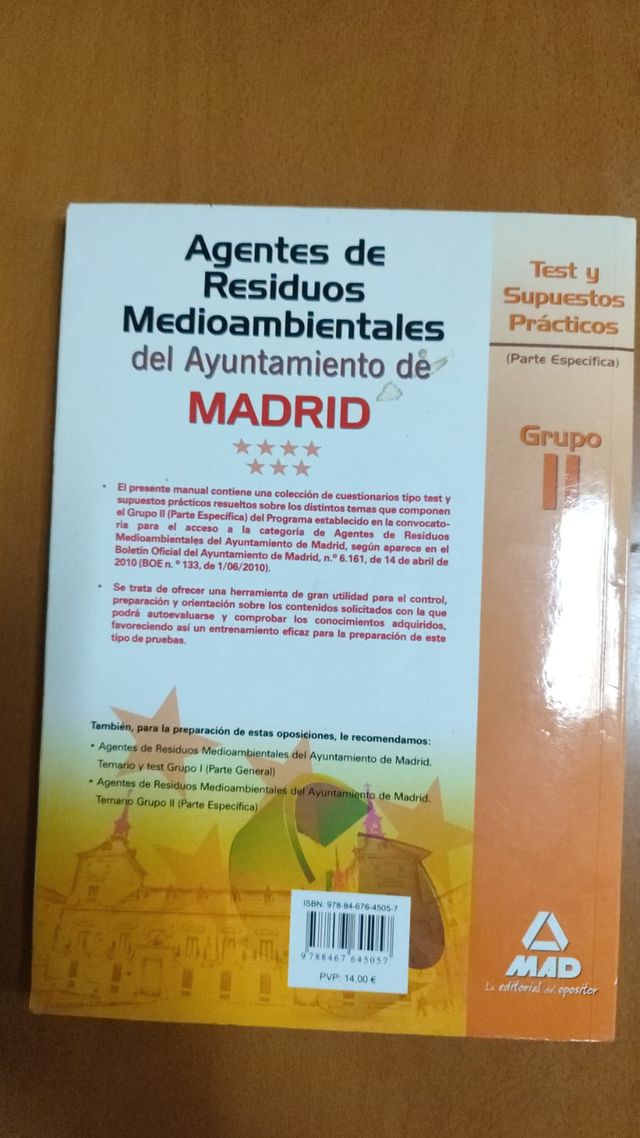 Agentes de
Residuos
Medioambientales
del Ayuntamiento de
MADRID
• El presente manual contiene una colección de cuestionarios tipo test y
supuestos prácticos resueltos sobre los distintos temas que componen
el Grupo II (Parte Específica) del Programa establecido en la convocato-
ria para el acceso a la categoría de Agentes de Residuos
Medioambientales del Ayuntamiento de Madrid, según aparece en el
Boletín Oficial del Ayuntamiento de Madrid, n.º 6.161, de 14 de abril de
2010 (BOE n. º 133, de 1/06/2010).
• Se trata de ofrecer una herramienta de gran utilidad para el control,
preparación y orientación sobre los contenidos solicitados con la que
podrá autoevaluarse y comprobar los conocimientos adquiridos,
favoreciendo así un entrenamiento eficaz para la preparación de este
tipo de pruebas.
También, para la preparación de estas oposiciones, le recomendamos:
• Agentes de Residuos Medioambientales del Ayuntamiento de Madrid.
Temario y test Grupo I (Parte General)
• Agentes de Residuos Medioambientales del Ayuntamiento de Madrid.
Temario Grupo II (Parte Específica)
ISBN: 978-84-676-4505-7
9788467645057
PVP: 14,00 €
Test y
Supuestos
Prácticos
(Parte Específica)
Grupo
II
MAD
La editorial del opositor